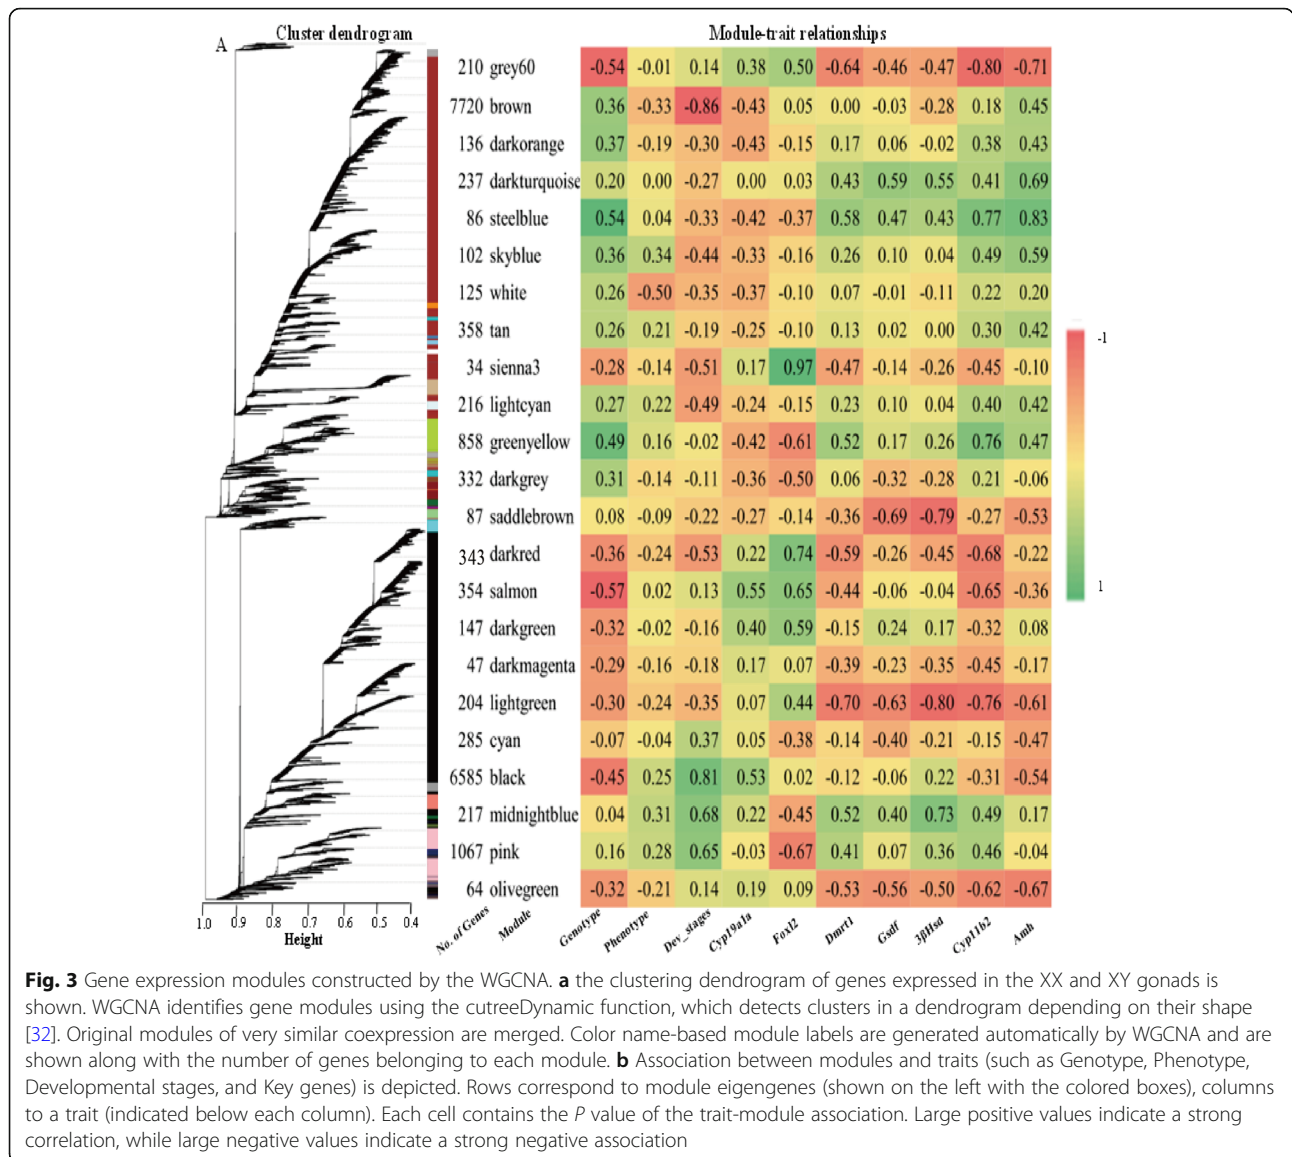 Cluster dendrogram Module-trait relationships
A
210 grey60 -0.54 -0.01 0.14 0.38 0.50 -0.64 -0.46 -0.47 -0.80 -0.71
7720 brown 0.36 -0.33 -0.86 -0.43 0.05 0.00 -0.03 -0.28 0.18 0.45
136 darkorange 0.37 -0.19 -0.30 -0.43 -0.15 0.17 0.06 -0.02 0.38 0.43
237 darkturquoise 0.20 0.00 -0.27 0.00 0.03 0.43 0.59 0.55 0.41 0.69
86 steelblue 0.54 0.04 -0.33 -0.42 -0.37 0.58 0.47 0.43 0.77 0.83
102 skyblue 0.36 0.34 -0.44 -0.33 -0.16 0.26 0.10 0.04 0.49 0.59
125 white 0.26 -0.50 -0.35 -0.37 -0.10 0.07 -0.01 -0.11 0.22 0.20
358 tan 0.26 0.21 -0.19 -0.25 -0.10 0.13 0.02 0.00 0.30 0.42
34 sienna3 -0.28 -0.14 -0.51 0.17 0.97 -0.47 -0.14 -0.26 -0.45 -0.10
216 lightcyan 0.27 0.22 -0.49 -0.24 -0.15 0.23 0.10 0.04 0.40 0.42
858 greenyellow 0.49 0.16 -0.02 -0.42 -0.61 0.52 0.17 0.26 0.76 0.47
332 darkgrey 0.31 -0.14 -0.11 -0.36 -0.50 0.06 -0.32 -0.28 0.21 -0.06
87 saddlebrown 0.08 -0.09 -0.22 -0.27 -0.14 -0.36 -0.69 -0.79 -0.27 -0.53
343 darkred -0.36 -0.24 -0.53 0.22 0.74 -0.59 -0.26 -0.45 -0.68 -0.22
354 salmon -0.57 0.02 0.13 0.55 0.65 -0.44 -0.06 -0.04 -0.65 -0.36
147 darkgreen -0.32 -0.02 -0.16 0.40 0.59 -0.15 0.24 0.17 -0.32 0.08
47 darkmagenta -0.29 -0.16 -0.18 0.17 0.07 -0.39 -0.23 -0.35 -0.45 -0.17
204 lightgreen -0.30 -0.24 -0.35 0.07 0.44 -0.70 -0.63 -0.80 -0.76 -0.61
285 cyan -0.07 -0.04 0.37 0.05 -0.38 -0.14 -0.40 -0.21 -0.15 -0.47
6585 black -0.45 0.25 0.81 0.53 0.02 -0.12 -0.06 0.22 -0.31 -0.54
217 midnightblue 0.04 0.31 0.68 0.22 -0.45 0.52 0.40 0.73 0.49 0.17
1067 pink 0.16 0.28 0.65 -0.03 -0.67 0.41 0.07 0.36 0.46 -0.04
64 olivegreen -0.32 -0.21 0.14 0.19 0.09 -0.53 -0.56 -0.50 -0.62 -0.67
-1
1
1.0 0.9 0.8 0.7 0.6 0.5 0.4
Height
No. of Genes Module Genotype Phenotype Dev_stages Cyp19a1a Foxl2 Dmrt1 Gsdf 3βHsd Cyp11b2 Amh
Fig. 3 Gene expression modules constructed by the WGCNA. a the clustering dendrogram of genes expressed in the XX and XY gonads is
shown. WGCNA identifies gene modules using the cutreeDynamic function, which detects clusters in a dendrogram depending on their shape
[32]. Original modules of very similar coexpression are merged. Color name-based module labels are generated automatically by WGCNA and are
shown along with the number of genes belonging to each module. b Association between modules and traits (such as Genotype, Phenotype,
Developmental stages, and Key genes) is depicted. Rows correspond to module eigengenes (shown on the left with the colored boxes), columns
to a trait (indicated below each column). Each cell contains the P value of the trait-module association. Large positive values indicate a strong
correlation, while large negative values indicate a strong negative association